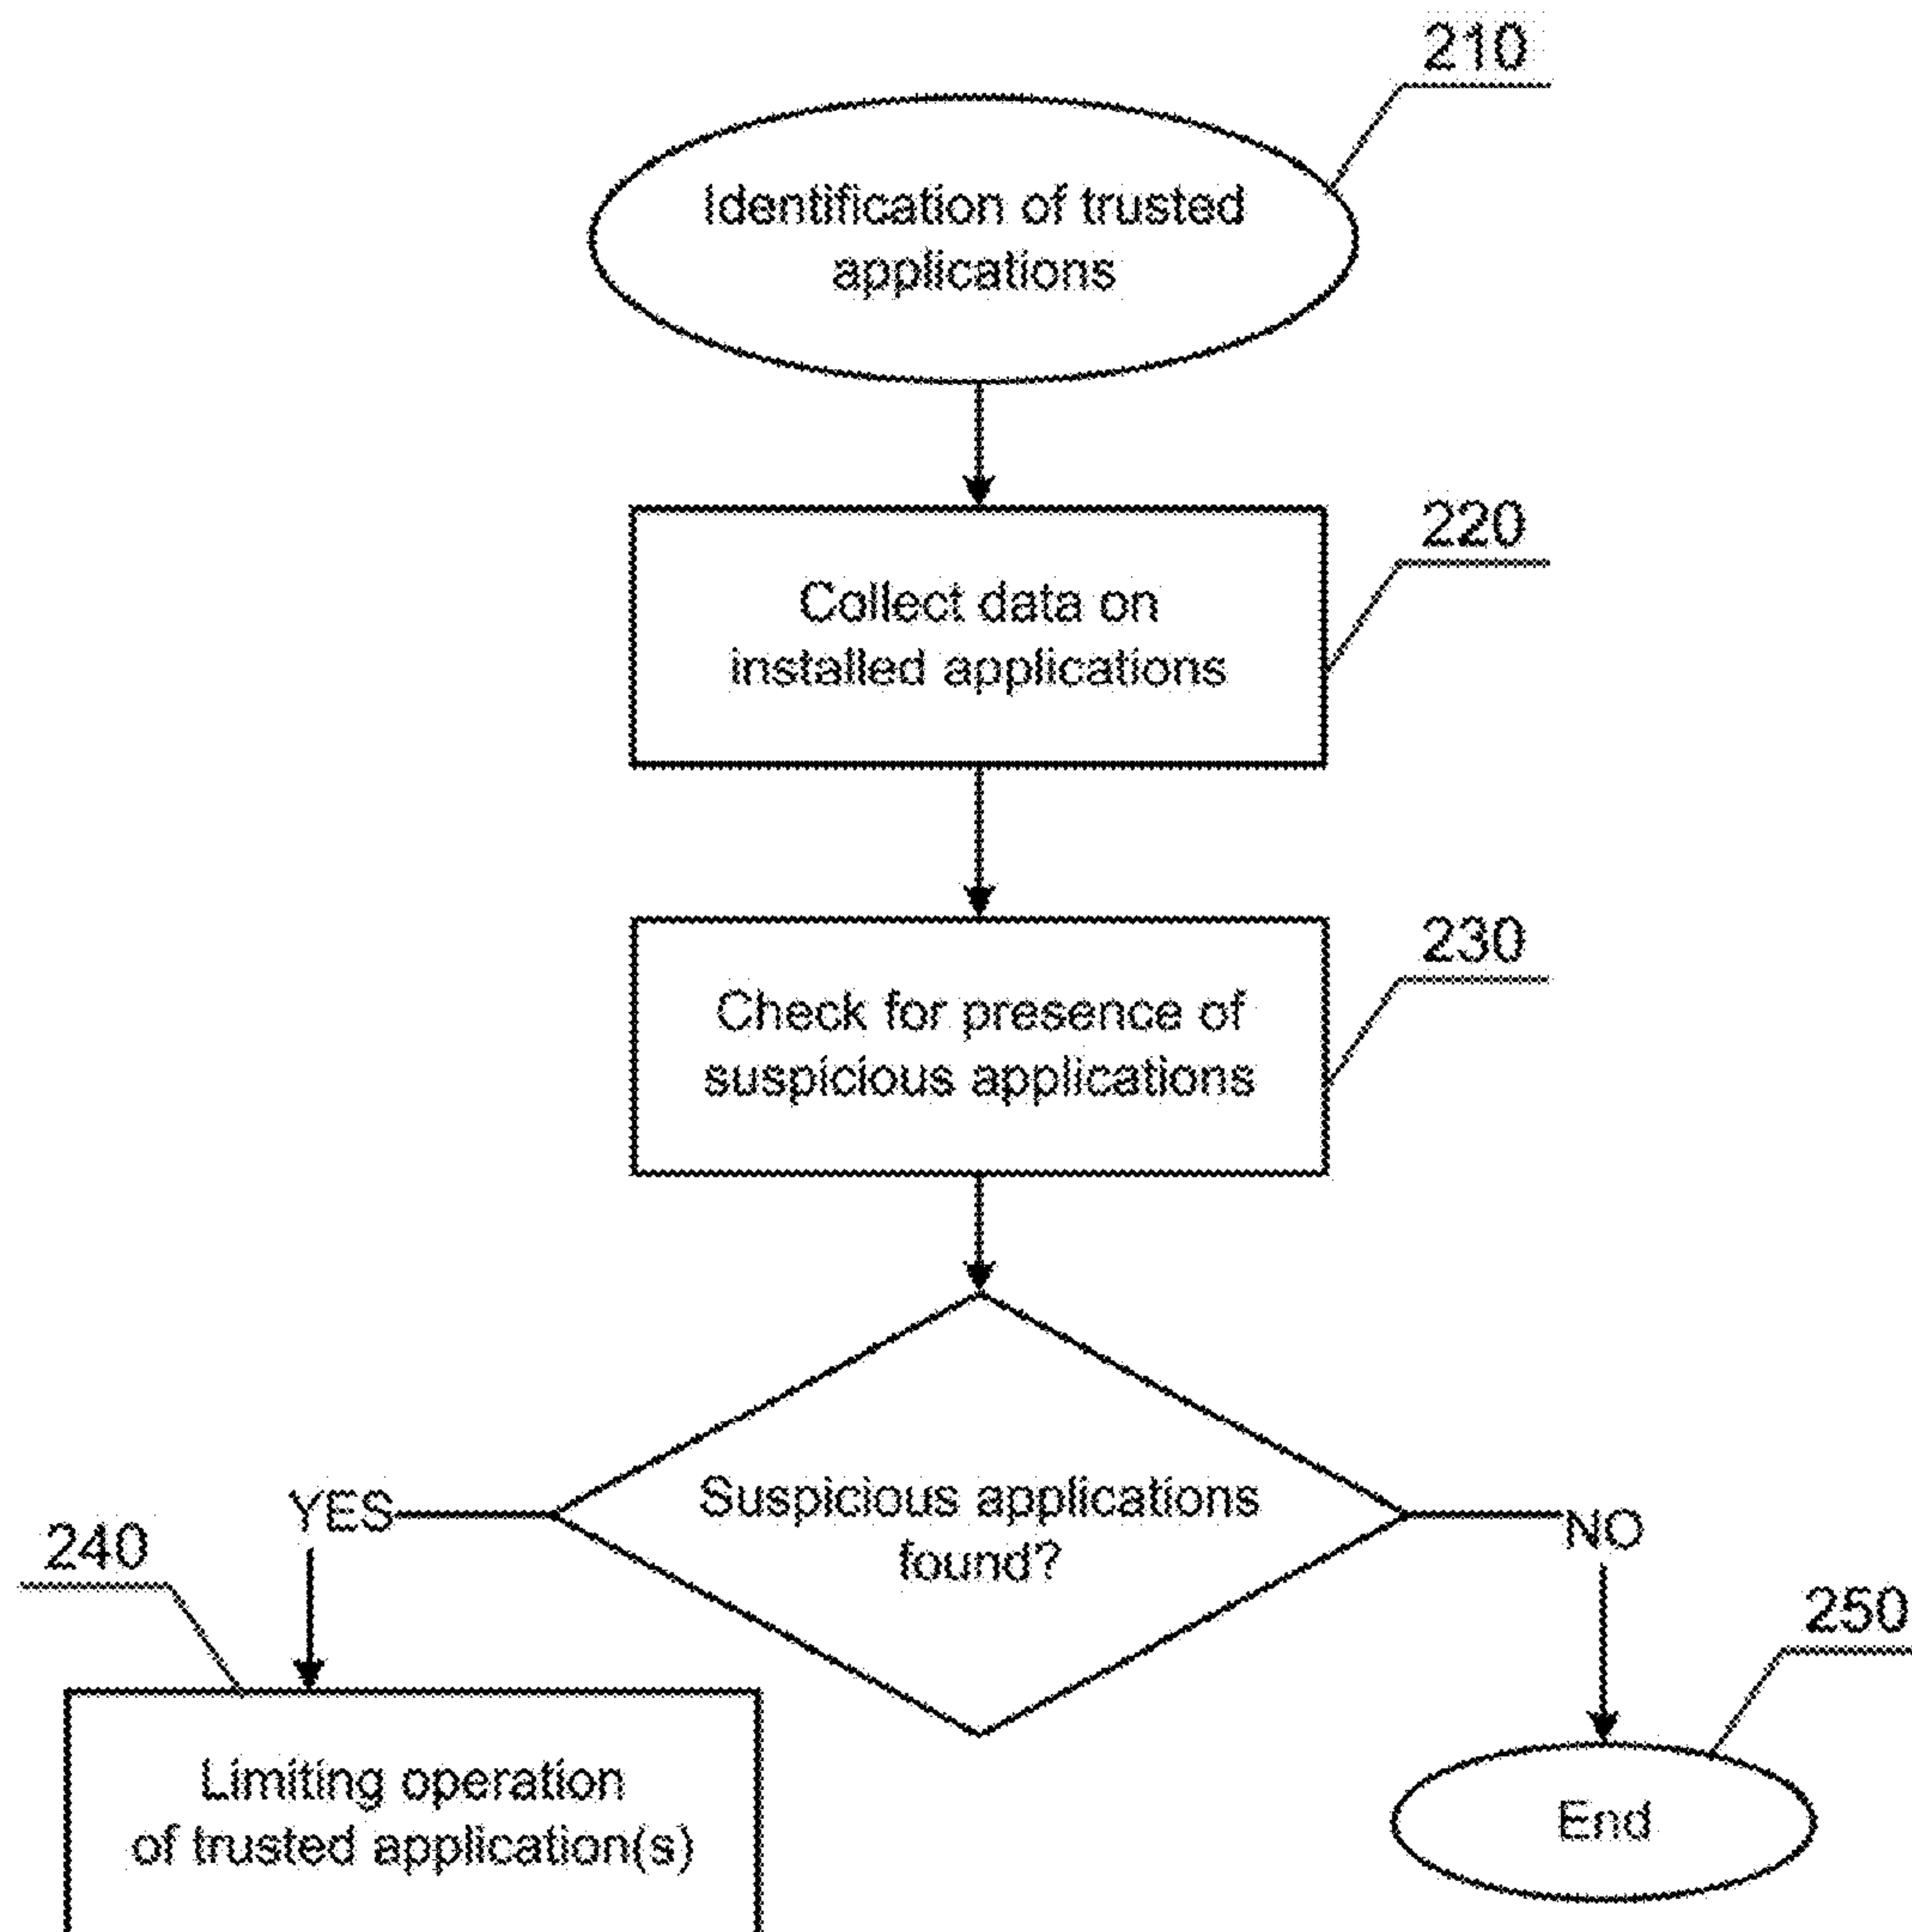 210
Identification of trusted
applications
220
Collect data on
installed applications
230
Check for presence of
suspicious applications
Suspicious applications
found?
YES
NO
240
250
Limiting operation
of trusted application(s)
End